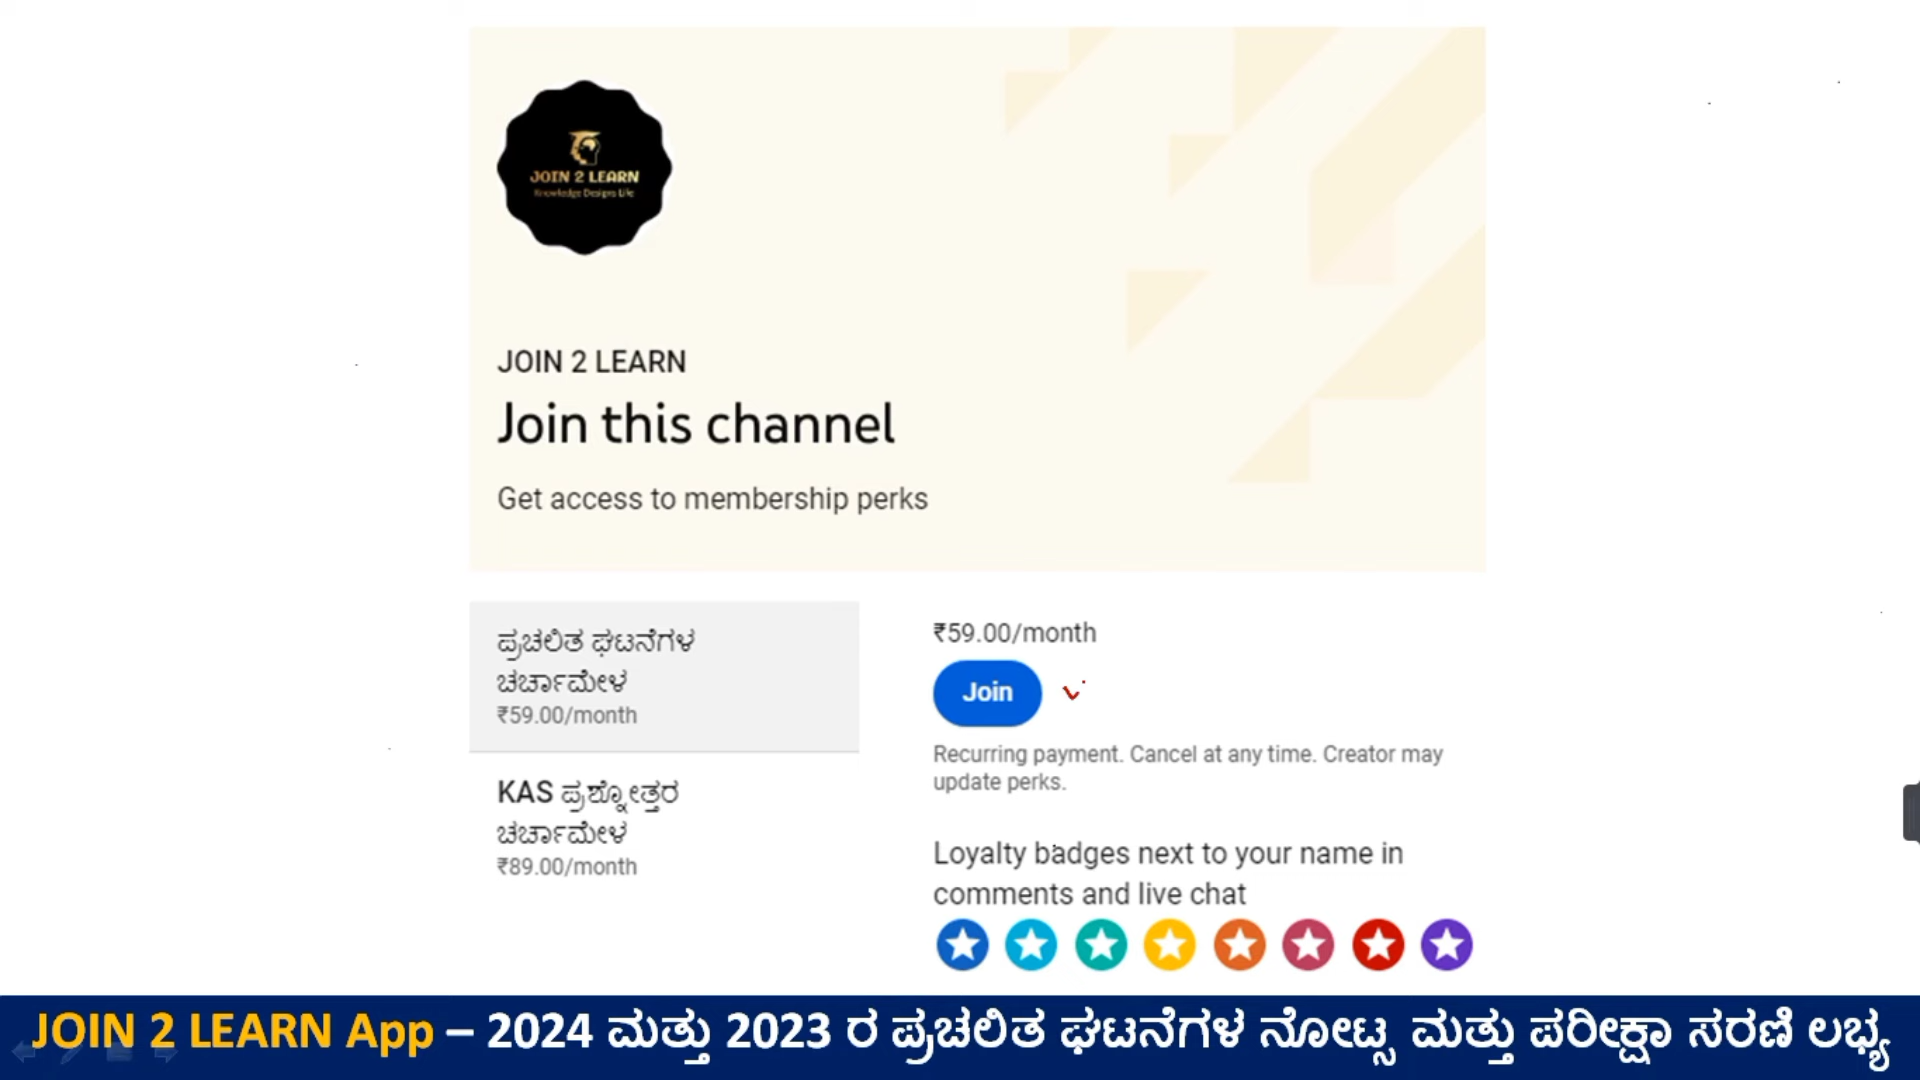 JOIN 2 LEARN
Knowledge Designs Life
JOIN 2 LEARN
Join this channel
Get access to membership perks
ಪ್ರಚಲಿತ ಘಟನೆಗಳ
ಚರ್ಚಾಮೇಳ
₹59.00/month
KAS ಪ್ರಶ್ನೋತ್ತರ
ಚರ್ಚಾಮೇಳ
₹89.00/month
₹59.00/month
Join
Recurring payment. Cancel at any time. Creator may
update perks.
Loyalty badges next to your name in
comments and live chat
JOIN 2 LEARN App – 2024 ಮತ್ತು 2023 ರ ಪ್ರಚಲಿತ ಘಟನೆಗಳ ನೋಟ್ಸ ಮತ್ತು ಪರೀಕ್ಷಾ ಸರಣಿ ಲಭ್ಯ